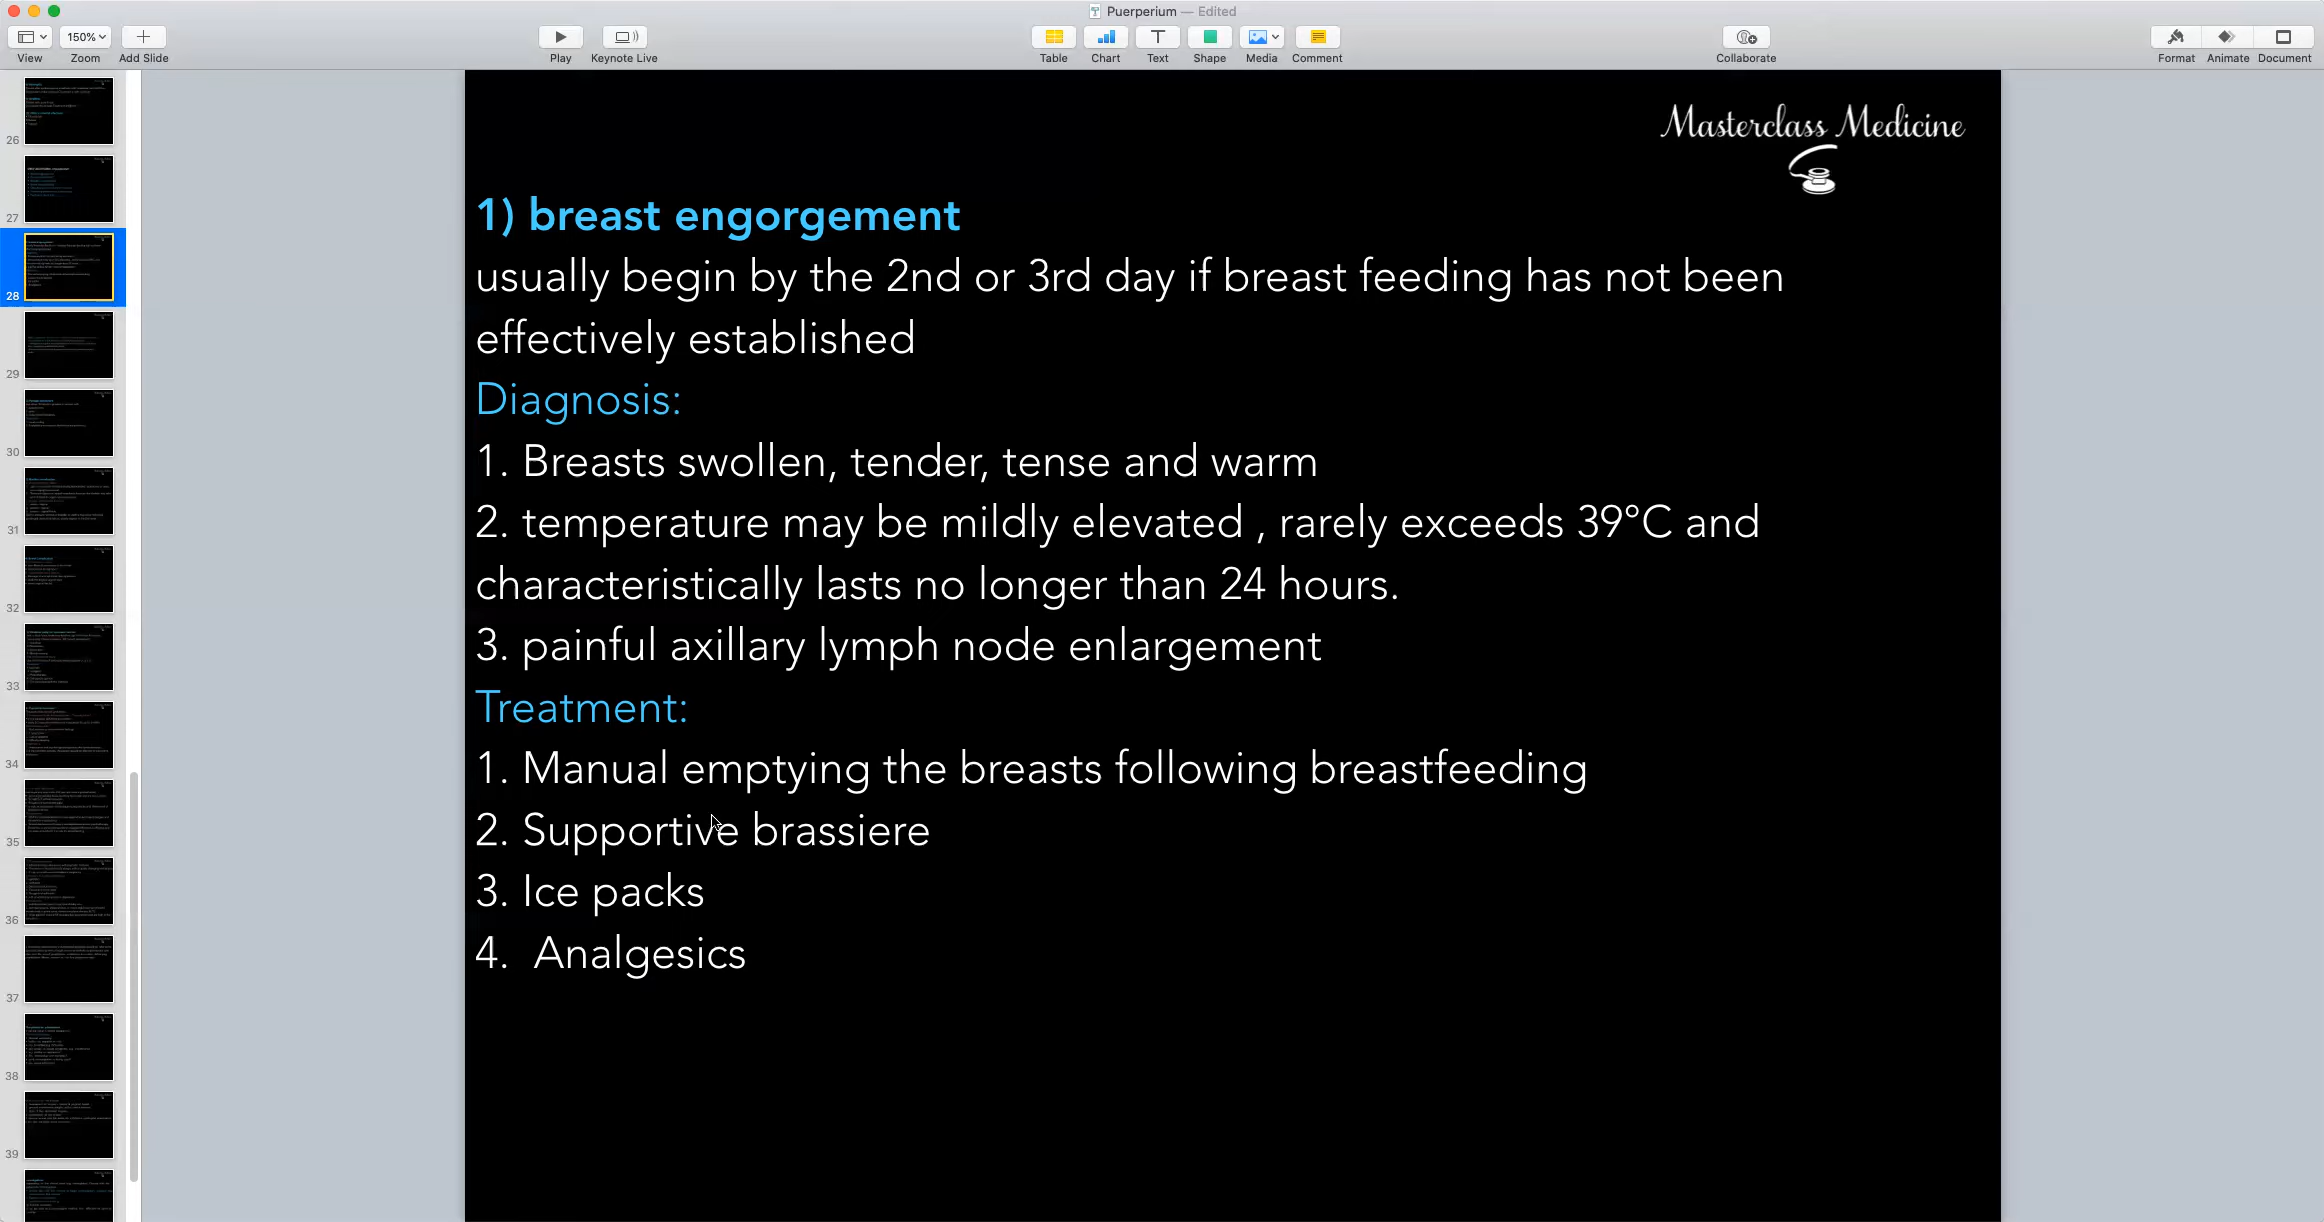 Puerperium — Edited
View
150%
Zoom
Add Slide
Play
Keynote Live
Table
Chart
Text
Shape
Media
Comment
Collaborate
Format
Animate
Document
26
27
28
29
30
31
32
33
34
35
36
37
38
39
Masterclass Medicine
1) breast engorgement
usually begin by the 2nd or 3rd day if breast feeding has not been
effectively established
Diagnosis:
1. Breasts swollen, tender, tense and warm
2. temperature may be mildly elevated , rarely exceeds 39°C and
characteristically lasts no longer than 24 hours.
3. painful axillary lymph node enlargement
Treatment:
1. Manual emptying the breasts following breastfeeding
2. Supportive brassiere
3. Ice packs
4.  Analgesics